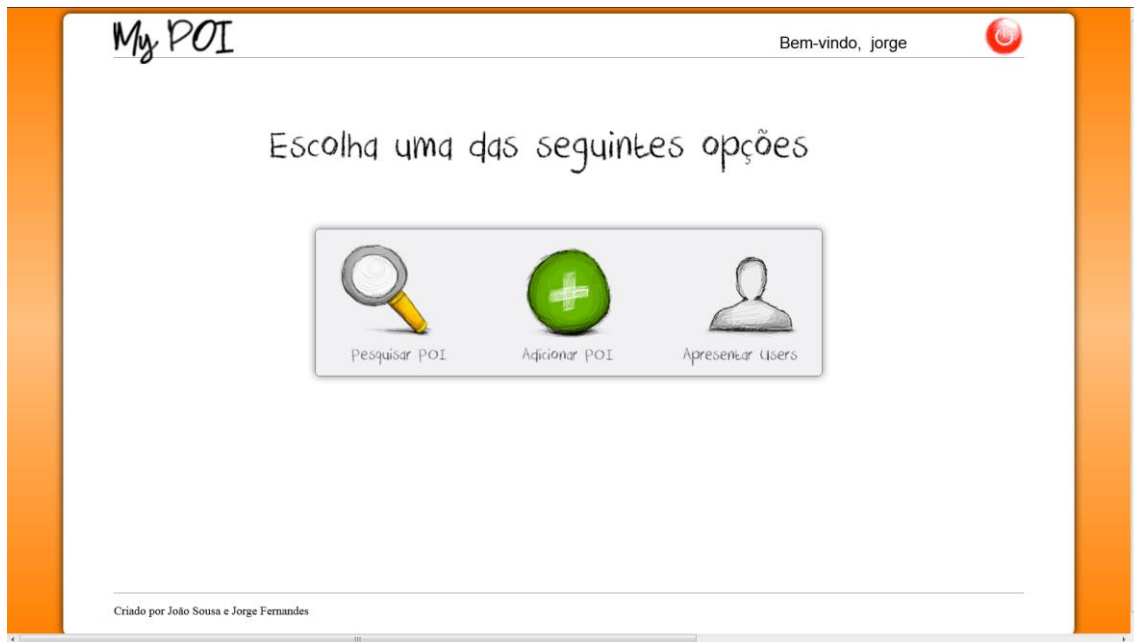 My POI
Bem-vindo, jorge
Escolha uma das seguintes opções
Pesquisar POI
Adicionar POI
Apresentar Users
Criado por João Sousa e Jorge Fernandes